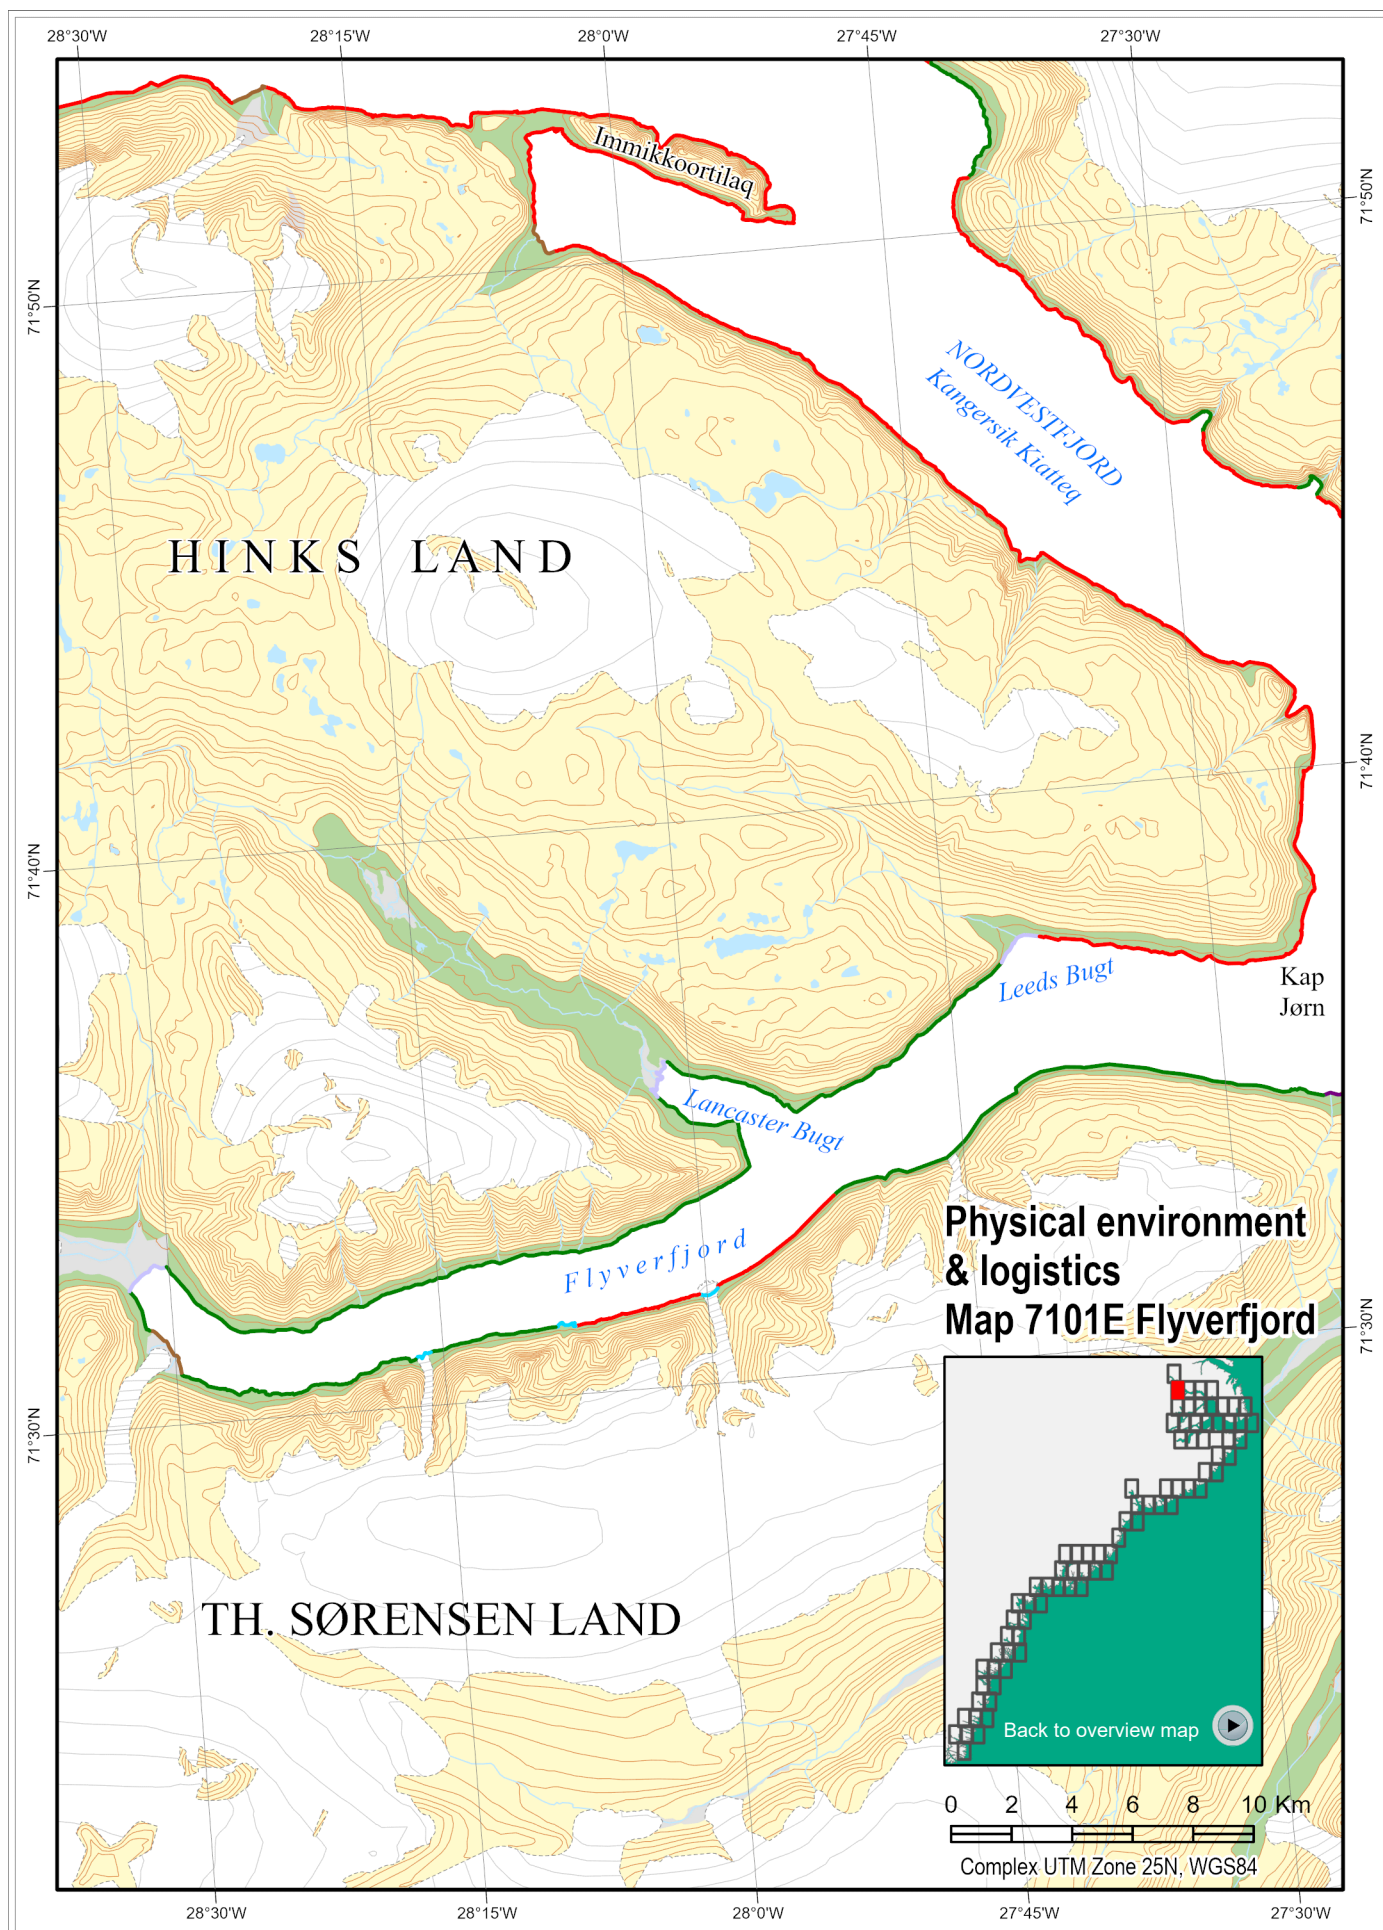 28°30'W 28°15'W 28°0'W 27°45'W 27°30'W
Immikkoortilaq
71°50'N
71°50'N
NORDVESTFJORD
Kangersik Kiatteq
HINKS LAND
71°40'N
71°40'N
Leeds Bugt
Kap
Jørn
Lancaster Bugt
Flyverfjord
Physical environment
& logistics
Map 7101E Flyverfjord
71°30'N
71°30'N
TH. SØRENSEN LAND
Back to overview map
0 2 4 6 8 10 Km
Complex UTM Zone 25N, WGS84
28°30'W 28°15'W 28°0'W 27°45'W 27°30'W